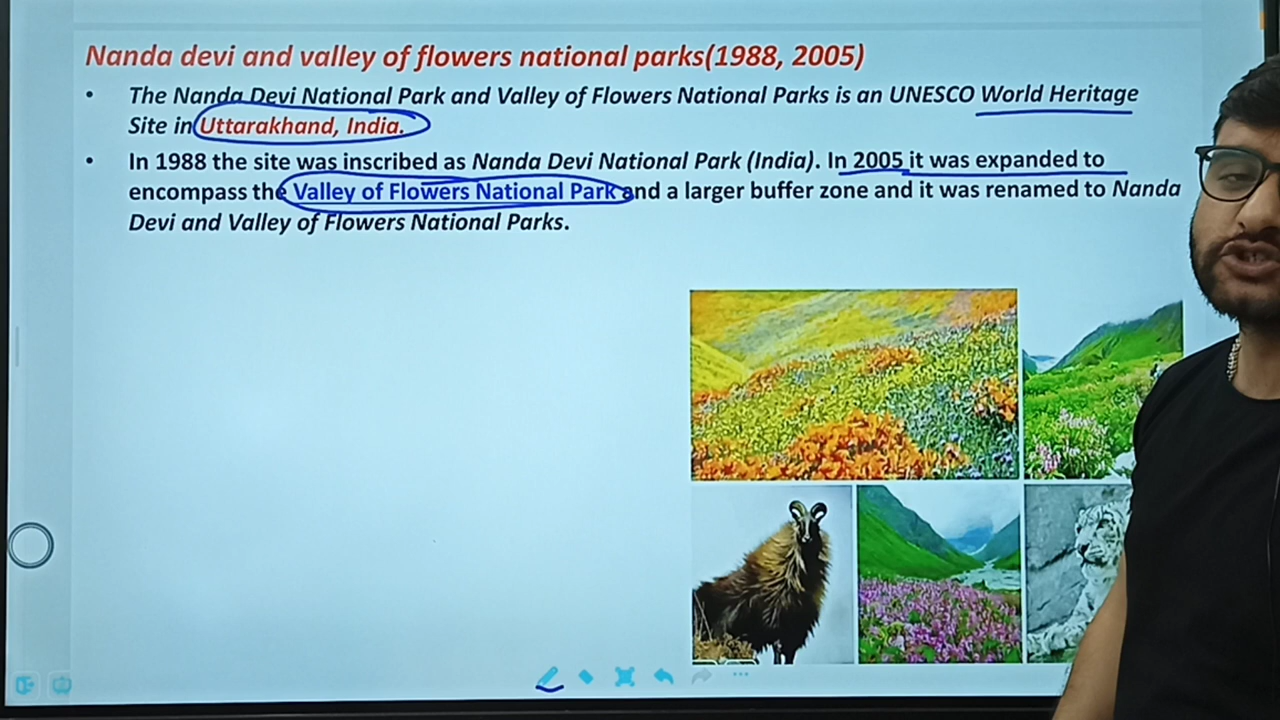 Nanda devi and valley of flowers national parks(1988, 2005)
• The Nanda Devi National Park and Valley of Flowers National Parks is an UNESCO World Heritage
Site in Uttarakhand, India.
• In 1988 the site was inscribed as Nanda Devi National Park (India). In 2005 it was expanded to
encompass the Valley of Flowers National Park and a larger buffer zone and it was renamed to Nanda
Devi and Valley of Flowers National Parks.